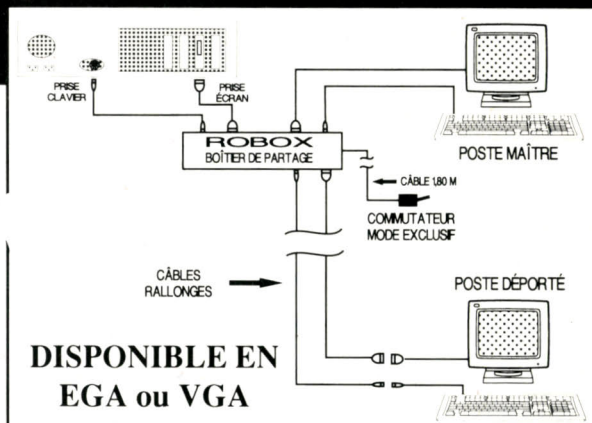 PRISE
CLAVIER
PRISE
ÉCRAN
ROBOX
BOÎTIER DE PARTAGE
POSTE MAÎTRE
CÂBLE 1,80 M
COMMUTATEUR
MODE EXCLUSIF
CÂBLES
RALLONGES
POSTE DÉPORTÉ
DISPONIBLE EN
EGA ou VGA